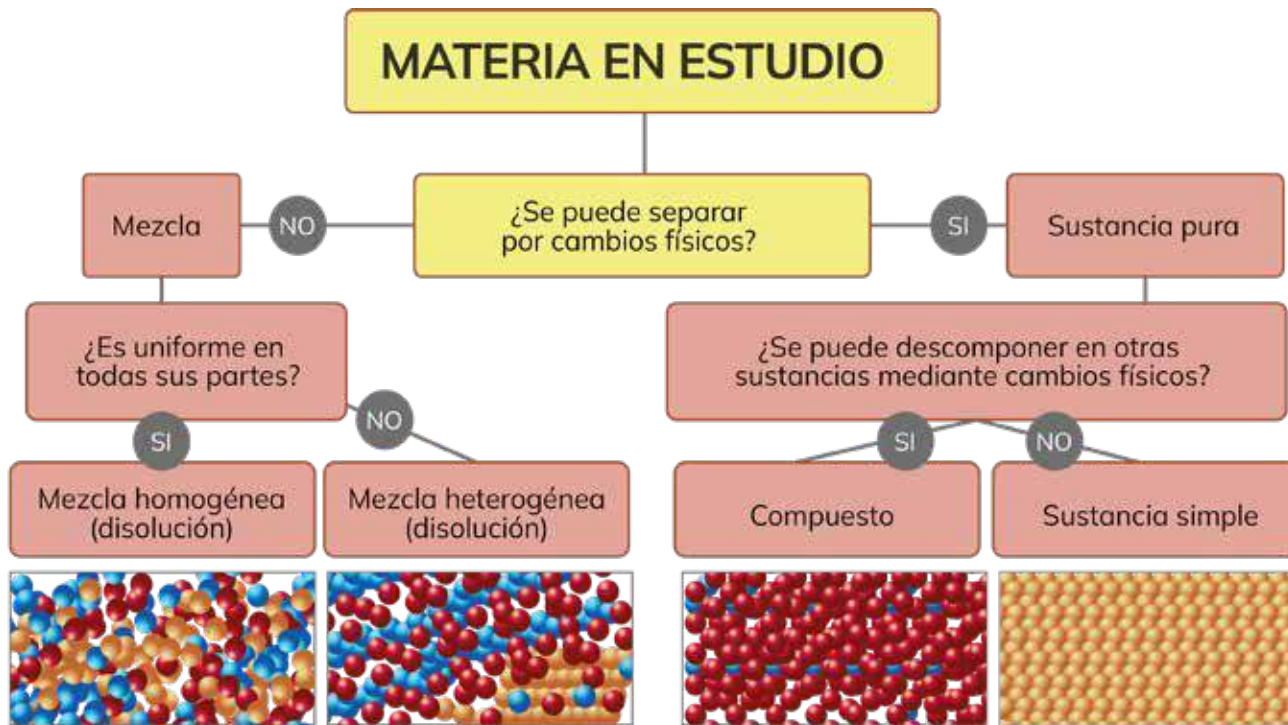 MATERIA EN ESTUDIO
Mezcla
NO
¿Se puede separar
por cambios físicos?
SI
Sustancia pura
¿Es uniforme en
todas sus partes?
¿Se puede descomponer en otras
sustancias mediante cambios físicos?
SI
NO
SI
NO
Mezcla homogénea
(disolución)
Mezcla heterogénea
(disolución)
Compuesto
Sustancia simple